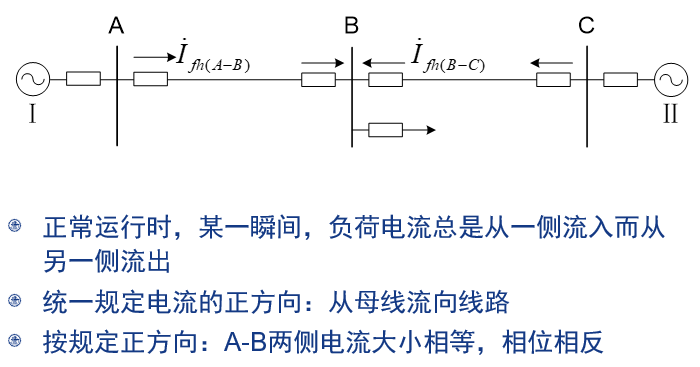 A B C
İfh(A−B) İfh(B−C)
I II
正常运行时，某一瞬间，负荷电流总是从一侧流入而从
另一侧流出
统一规定电流的正方向：从母线流向线路
按规定正方向：A-B两侧电流大小相等，相位相反